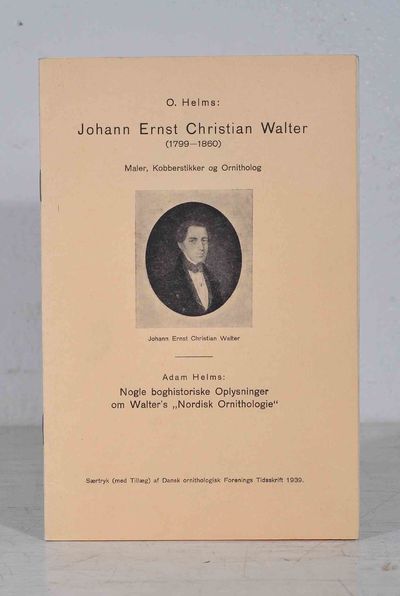 O. Helms:
Johann Ernst Christian Walter
(1799—1860)
Maler, Kobberstikker og Ornitholog
Johann Ernst Christian Walter
Adam Helms:
Nogle boghistoriske Oplysninger
om Walter's „Nordisk Ornithologie“
Særtryk (med Tillæg) af Dansk ornithologisk Forenings Tidsskrift 1939.